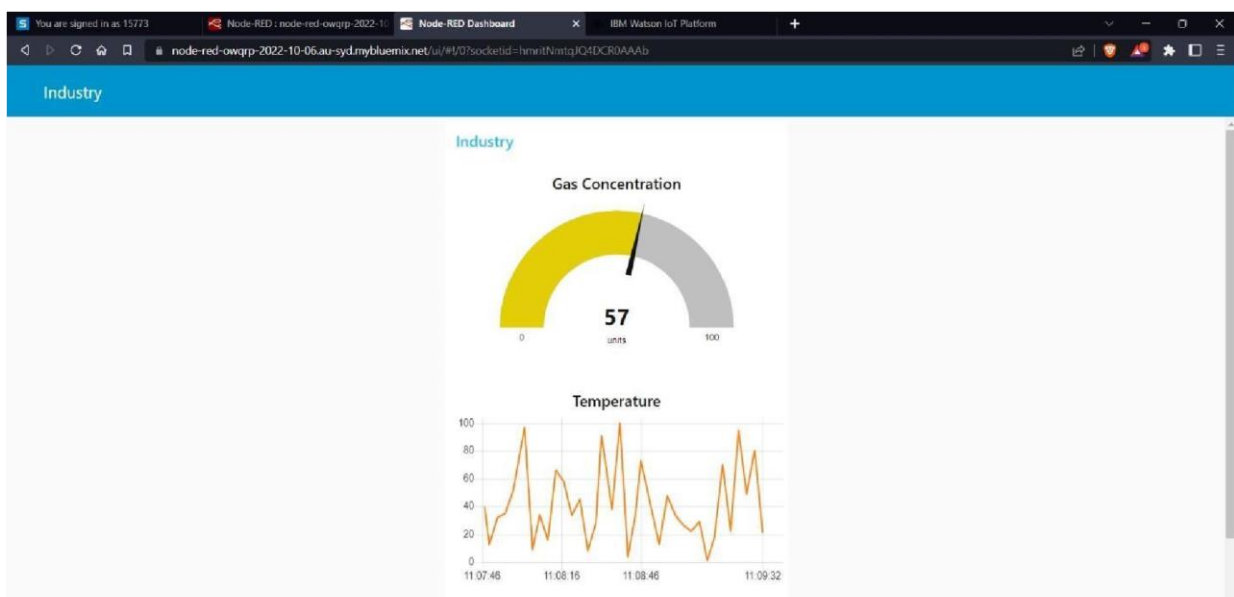 You are signed in as 15773
Node-RED : node-red-owqrp-2022-10
Node-RED Dashboard
IBM Watson IoT Platform
node-red-owqrp-2022-10-06.au-syd.mybluemix.net/ui/#!/0?socketid=
Industry
Industry
Gas Concentration
57
0 units 100
Temperature
100
80
60
40
20
0
11:07:46 11:08:16 11:08:46 11:09:32